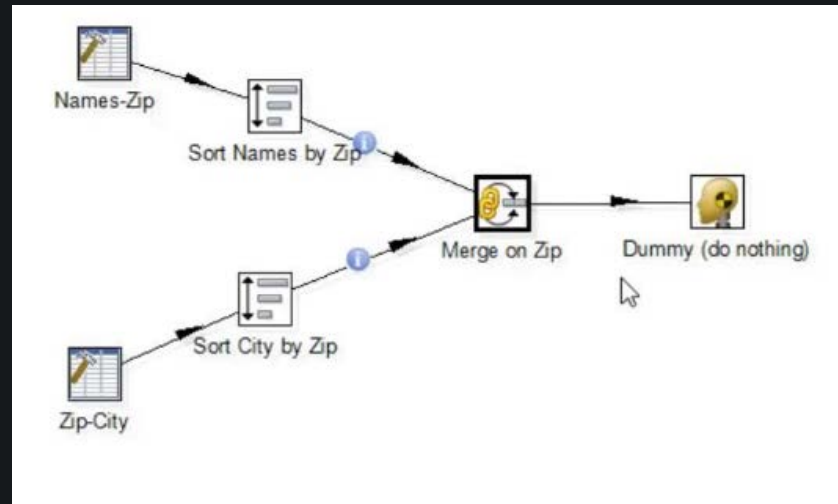 Names-Zip
Sort Names by Zip
Merge on Zip
Dummy (do nothing)
Sort City by Zip
Zip-City